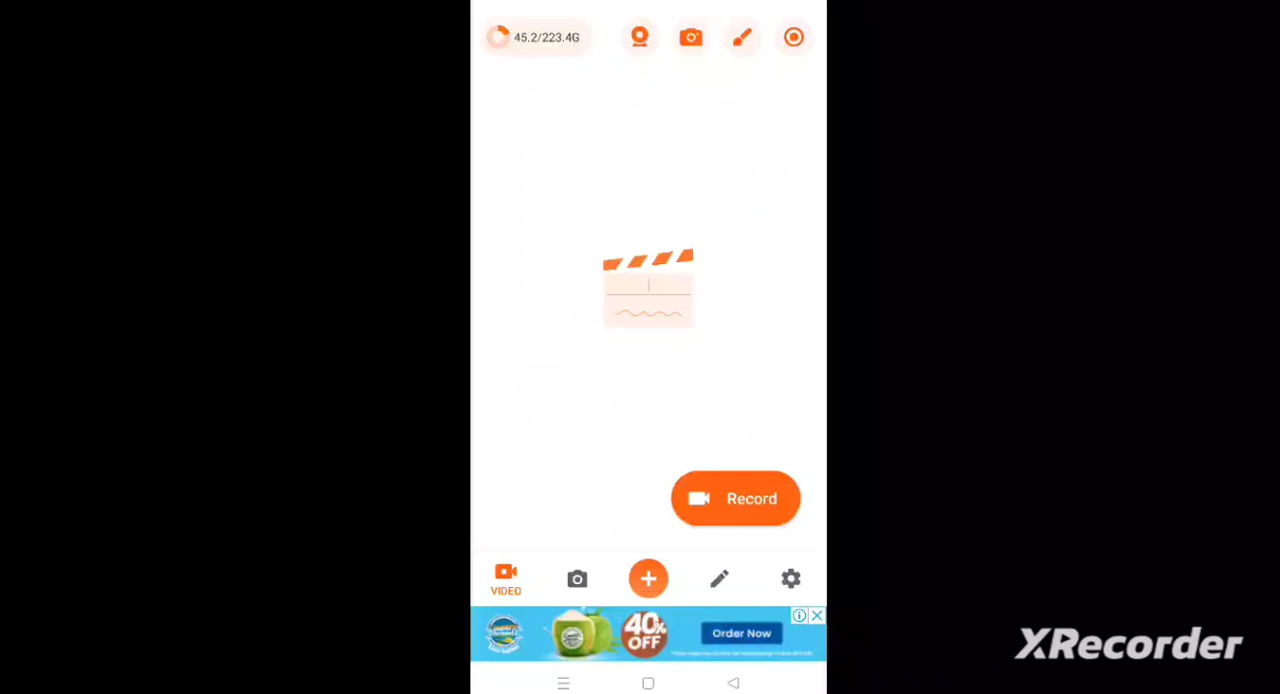 45.2/223.4G
Record
VIDEO
40%
OFF
Order Now
XRecorder